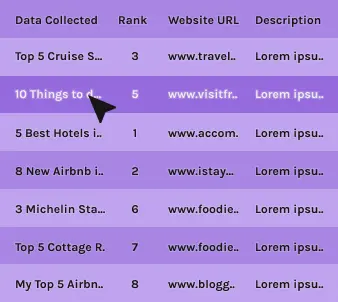 Data Collected Rank Website URL Description
Top 5 Cruise S... 3 www.travel.. Lorem ipsu..
10 Things to d... 5 www.visitfr.. Lorem ipsu..
5 Best Hotels i.. 1 www.accom. Lorem ipsu..
8 New Airbnb i.. 2 www.istay... Lorem ipsu..
3 Michelin Sta... 6 www.foodie.. Lorem ipsu..
Top 5 Cottage R. 7 www.foodie.. Lorem ipsu..
My Top 5 Airbn.. 8 www.blogg.. Lorem ipsu..